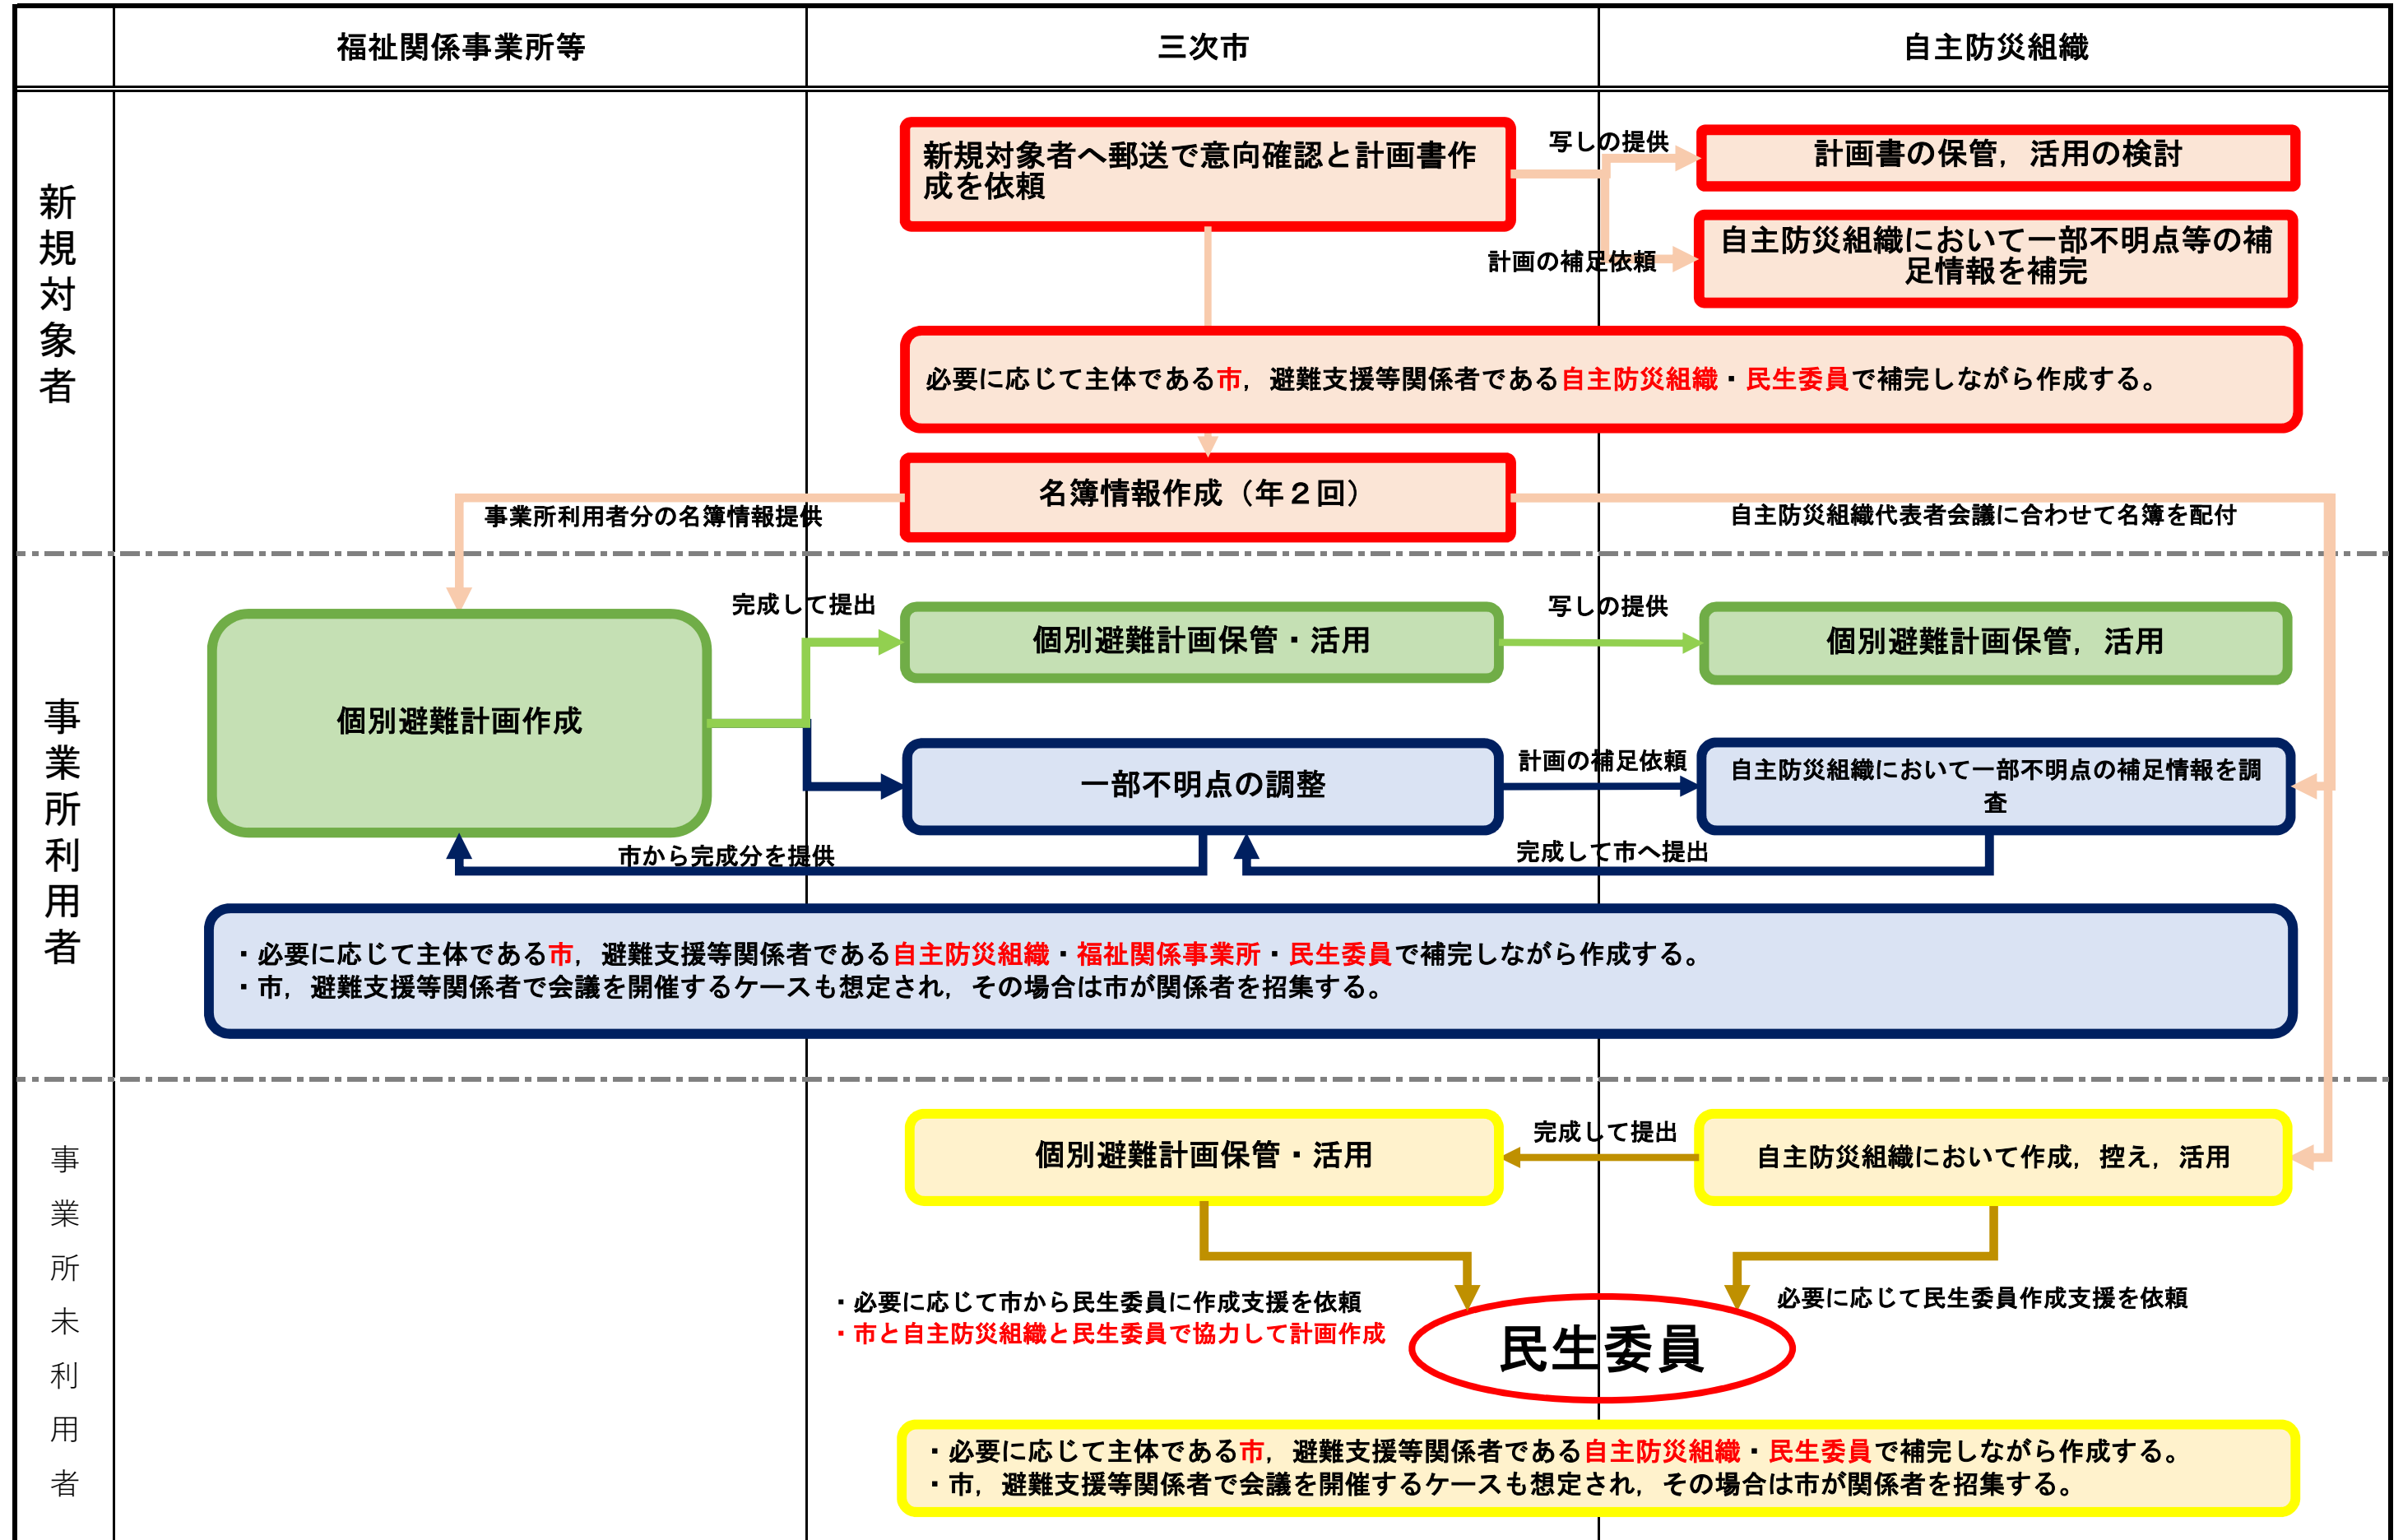 福祉関係事業所等
三次市
自主防災組織
新規対象者
新規対象者へ郵送で意向確認と計画書作
成を依頼
写しの提供
計画書の保管，活用の検討
計画の補足依頼
自主防災組織において一部不明点等の補
足情報を補完
必要に応じて主体である市，避難支援等関係者である自主防災組織・民生委員で補完しながら作成する。
名簿情報作成（年２回）
事業所利用者分の名簿情報提供
自主防災組織代表者会議に合わせて名簿を配付
事業所利用者
個別避難計画作成
完成して提出
個別避難計画保管・活用
写しの提供
個別避難計画保管，活用
一部不明点の調整
計画の補足依頼
自主防災組織において一部不明点の補足情報を調
査
市から完成分を提供
完成して市へ提出
・必要に応じて主体である市，避難支援等関係者である自主防災組織・福祉関係事業所・民生委員で補完しながら作成する。
・市，避難支援等関係者で会議を開催するケースも想定され，その場合は市が関係者を招集する。
事業所未利用者
個別避難計画保管・活用
完成して提出
自主防災組織において作成，控え，活用
・必要に応じて市から民生委員に作成支援を依頼
・市と自主防災組織と民生委員で協力して計画作成
必要に応じて民生委員作成支援を依頼
民生委員
・必要に応じて主体である市，避難支援等関係者である自主防災組織・民生委員で補完しながら作成する。
・市，避難支援等関係者で会議を開催するケースも想定され，その場合は市が関係者を招集する。